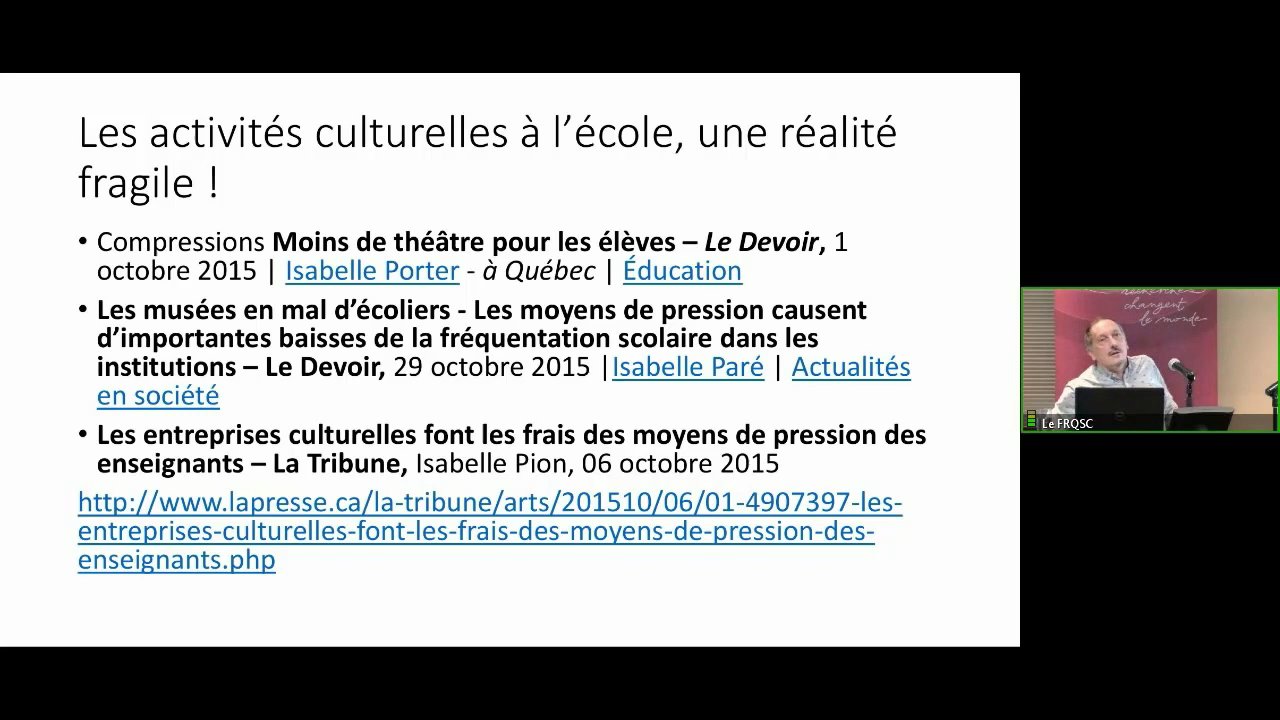 Les activités culturelles à l’école, une réalité
fragile !
• Compressions Moins de théâtre pour les élèves – Le Devoir, 1
octobre 2015 | Isabelle Porter - à Québec | Éducation
• Les musées en mal d’écoliers - Les moyens de pression causent
d’importantes baisses de la fréquentation scolaire dans les
institutions – Le Devoir, 29 octobre 2015 |Isabelle Paré | Actualités
en société
• Les entreprises culturelles font les frais des moyens de pression des
enseignants – La Tribune, Isabelle Pion, 06 octobre 2015
http://www.lapresse.ca/la-tribune/arts/201510/06/01-4907397-les-
entreprises-culturelles-font-les-frais-des-moyens-de-pression-des-
enseignants.php
changent
le monde
Le FRQSC